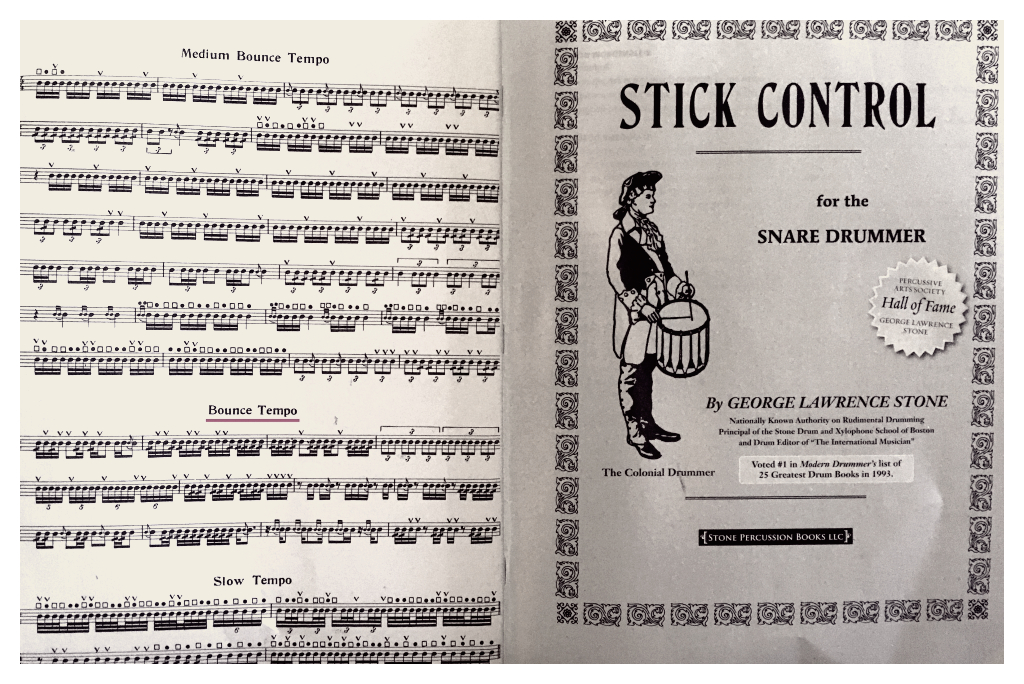 Medium Bounce Tempo
Bounce Tempo
Slow Tempo
STICK CONTROL
for the
SNARE DRUMMER
PERCUSSIVE
ARTS SOCIETY
Hall of Fame
GEORGE LAWRENCE
STONE
By GEORGE LAWRENCE STONE
Nationally Known Authority on Rudimental Drumming
Principal of the Stone Drum and Xylophone School of Boston
and Drum Editor of "The International Musician"
The Colonial Drummer
Voted #1 in Modern Drummer's list of
25 Greatest Drum Books in 1993.
STONE PERCUSSION BOOKS LLC